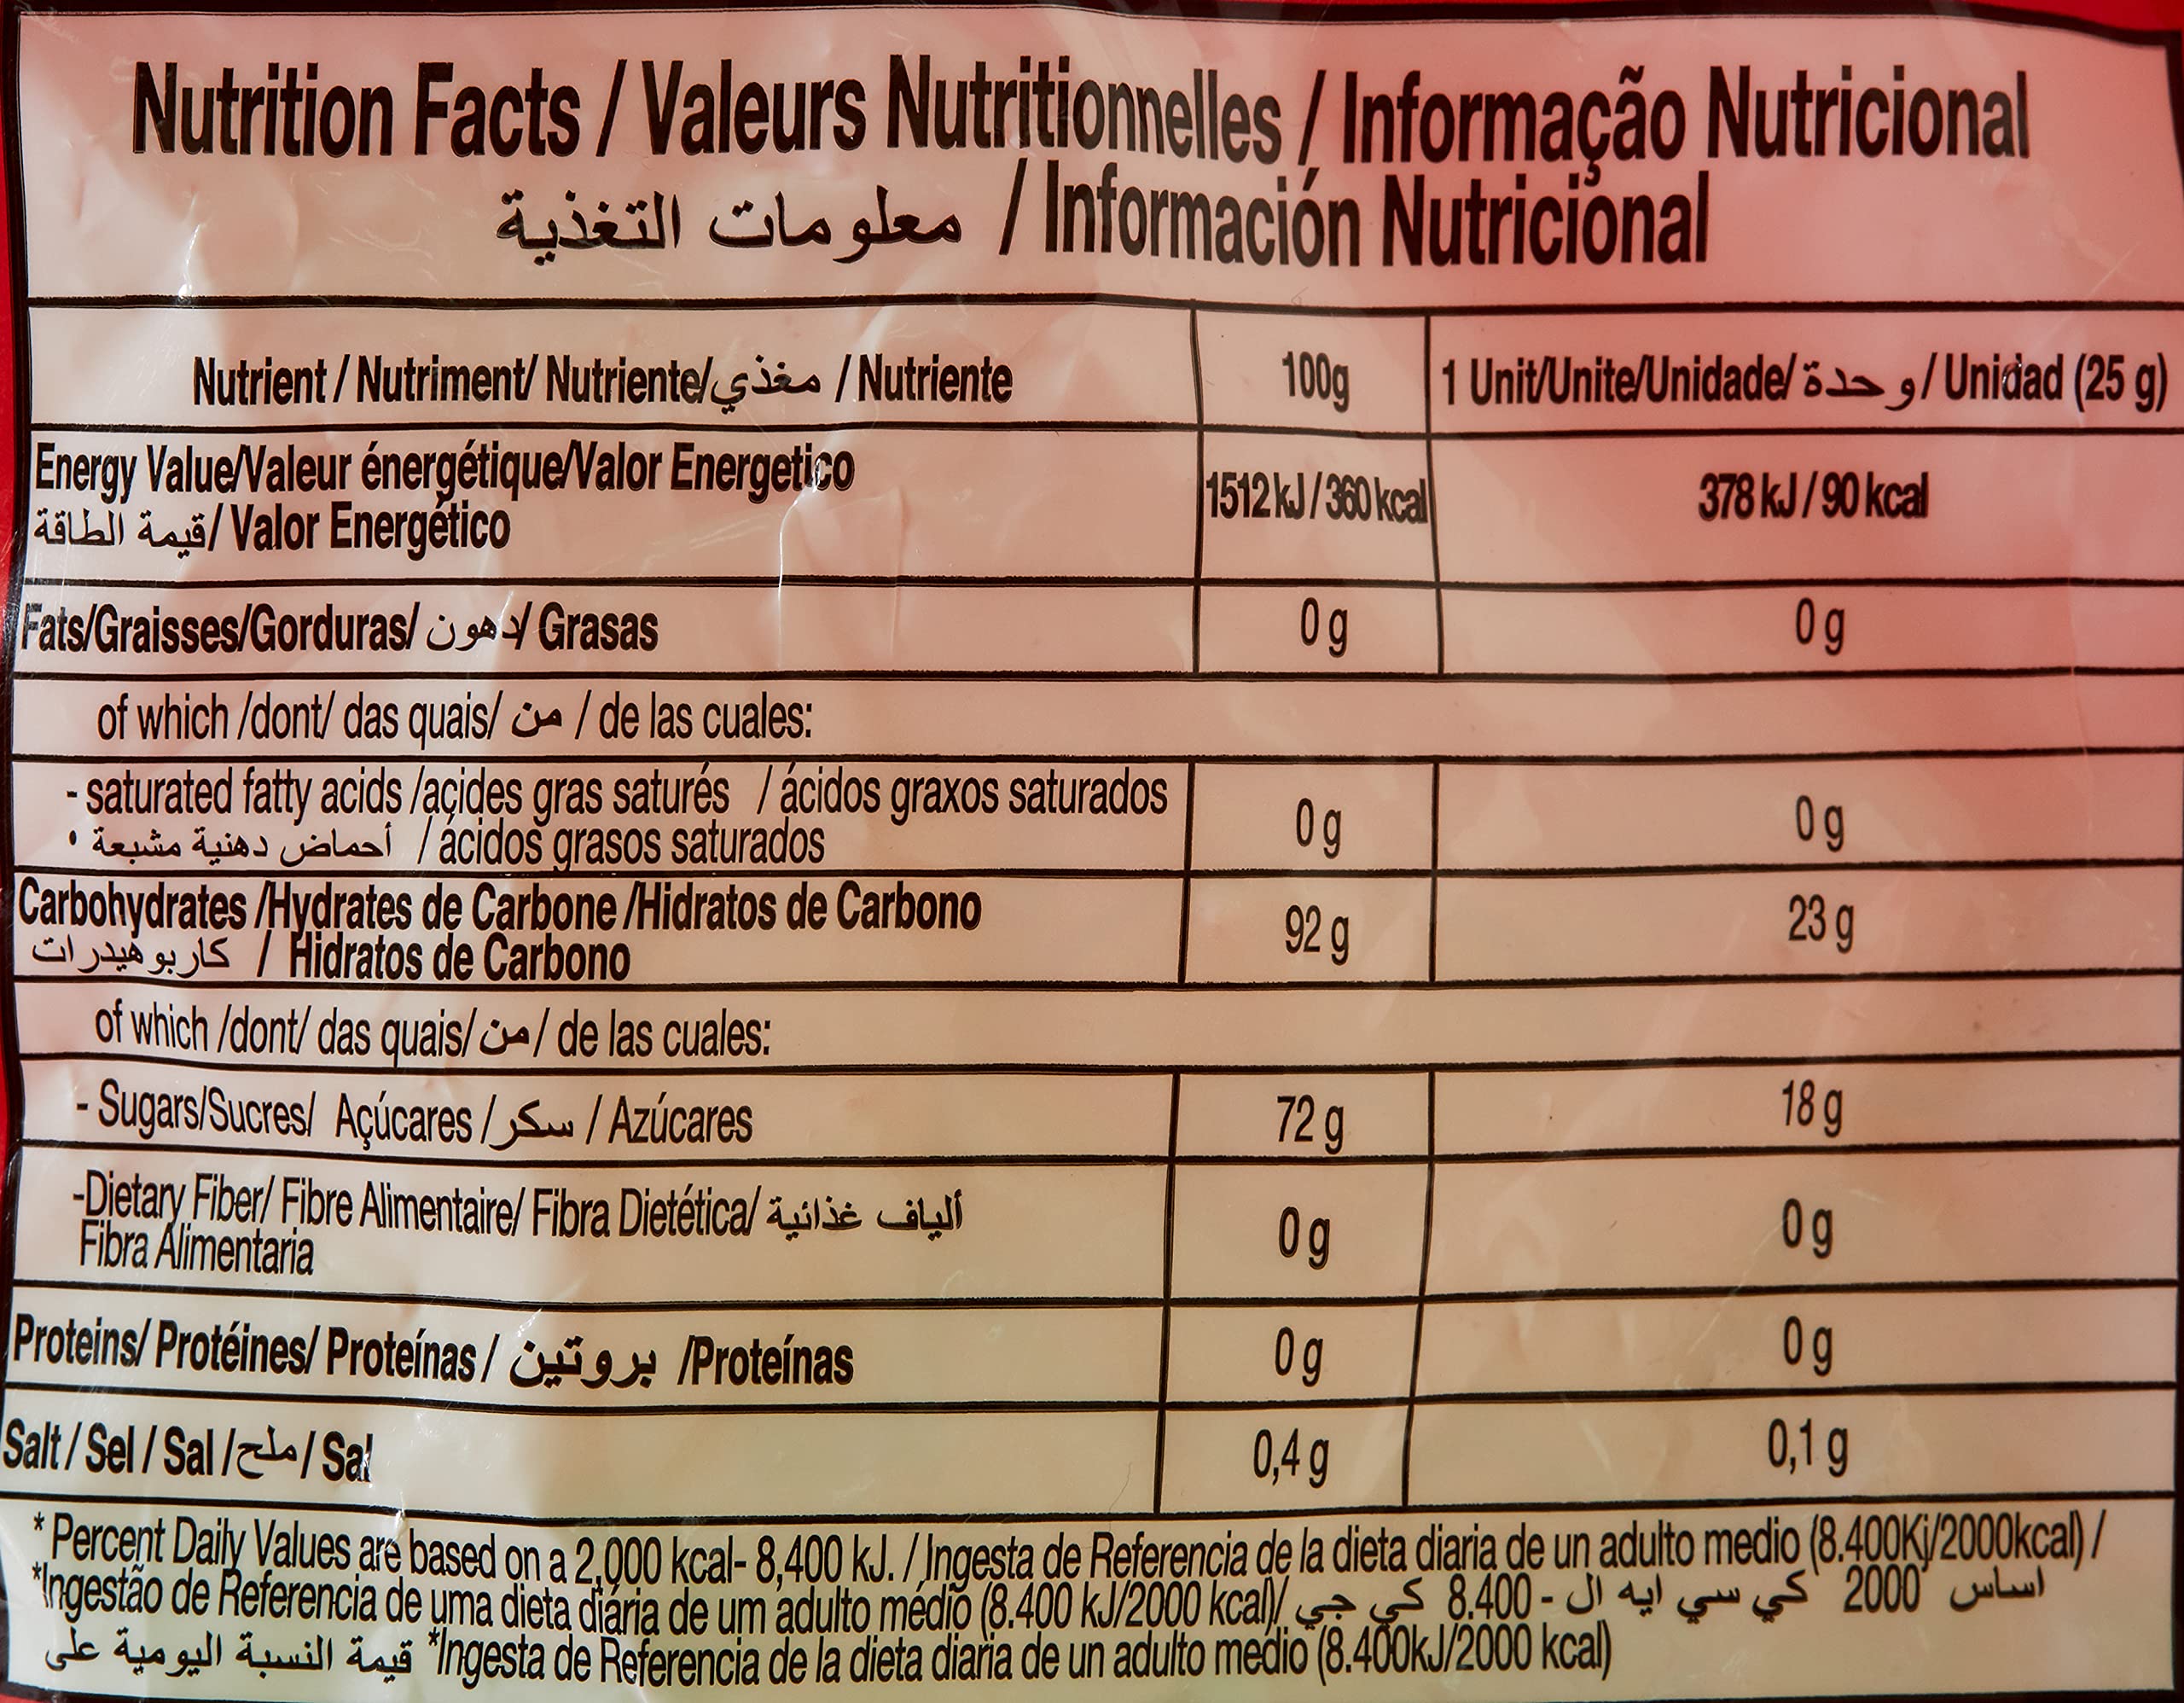 Nutrition Facts / Valeurs Nutritionnelles / Informação Nutricional
معلومات التغذية / Información Nutricional
Nutrient / Nutriment/ Nutriente/مغذي / Nutriente
100g
1 Unit/Unite/Unidade/ وحدة/ Unidad (25 g)
Energy Value/Valeur énergétique/Valor Energetico
قيمة الطاقة/ Valor Energético
1512 kJ / 360 kcal
378 kJ / 90 kcal
Fats/Graisses/Gorduras/ دهون/ Grasas
0 g
0 g
of which /dont/ das quais/ من / de las cuales:
- saturated fatty acids /açides gras saturés / ácidos graxos saturados
• أحماض دهنية مشبعة / ácidos grasos saturados
0 g
0 g
Carbohydrates /Hydrates de Carbone /Hidratos de Carbono
كاربوهيدرات / Hidratos de Carbono
92 g
23 g
of which /dont/ das quais/ من/ de las cuales:
- Sugars/Sucres/ Açúcares / سكر / Azúcares
72 g
18 g
-Dietary Fiber/ Fibre Alimentaire/ Fibra Dietética/ ألياف غذائية
Fibra Alimentaria
0 g
0 g
Proteins/ Protéines/ Proteínas / بروتين /Proteínas
0 g
0 g
Salt / Sel / Sal /ملح/ Sal
0,4 g
0,1 g
* Percent Daily Values are based on a 2,000 kcal- 8,400 kJ. / Ingesta de Referencia de la dieta diaria de un adulto medio (8.400Kj/2000kcal) /
*Ingestão de Referencia de uma dieta diária de um adulto médio (8.400 kJ/2000 kcal)/ اساس 2000 كي سي ايه ال - 8.400 كي جي
قيمة النسبة اليومية على *Ingesta de Referencia de la dieta diaria de un adulto medio (8.400kJ/2000 kcal)